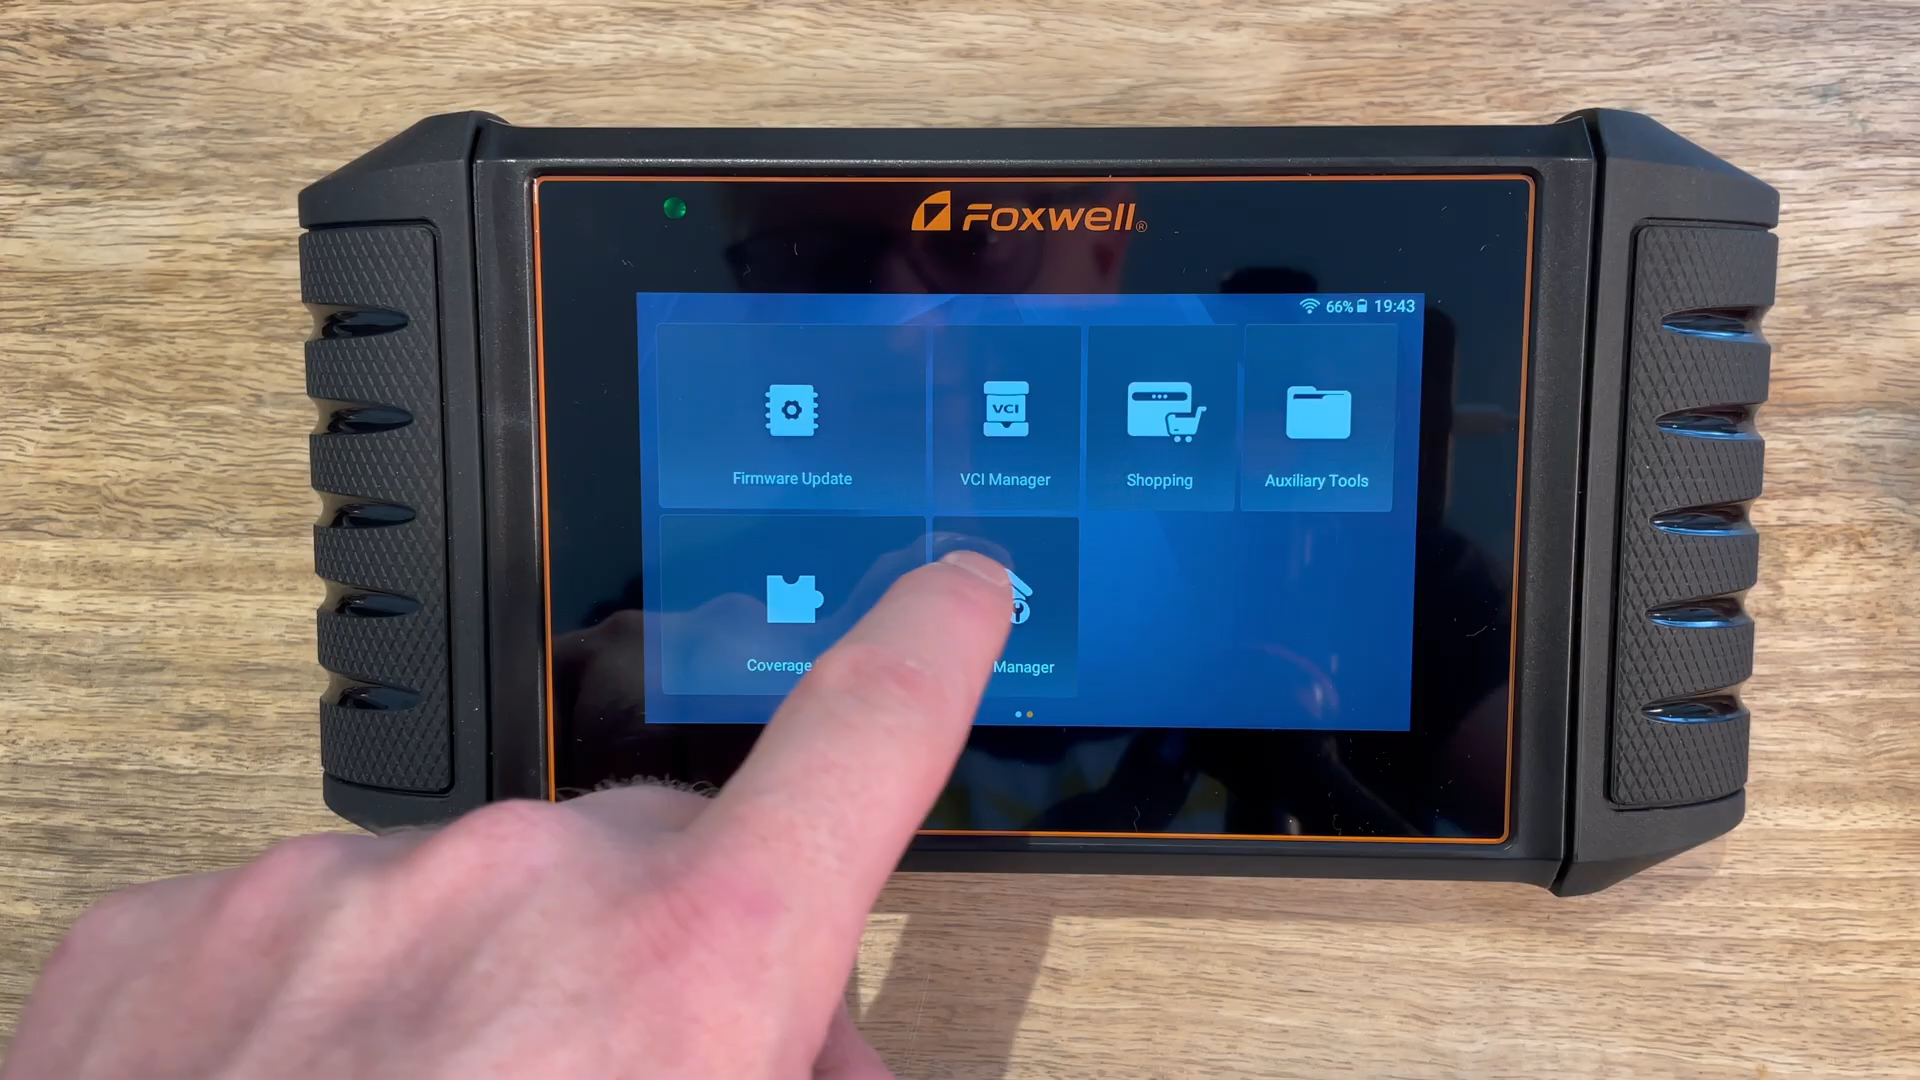 FOXWELL®
66% 19:43
VCI
Firmware Update
VCI Manager
Shopping
Auxiliary Tools
Coverage
Manager